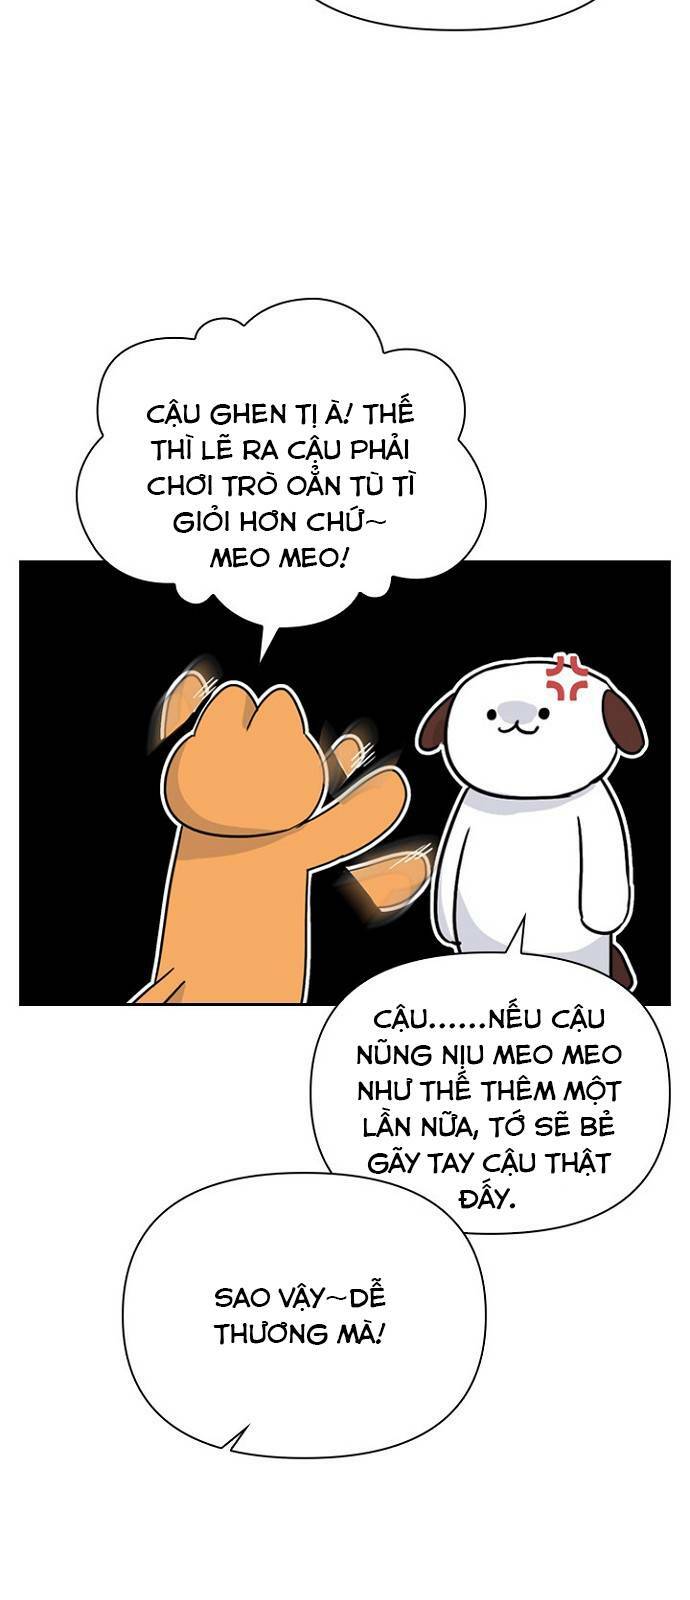 CẬU GHEN TỊ À! THẾ
THÌ LẼ RA CẬU PHẢI
CHƠI TRÒ OẲN TÙ TÌ
GIỎI HƠN CHỨ~
MEO MEO!
CẬU......NẾU CẬU
NŨNG NỊU MEO MEO
NHƯ THẾ THÊM MỘT
LẦN NỮA, TỚ SẼ BẺ
GÃY TAY CẬU THẬT
ĐẤY.
SAO VẬY~DỄ
THƯƠNG MÀ!